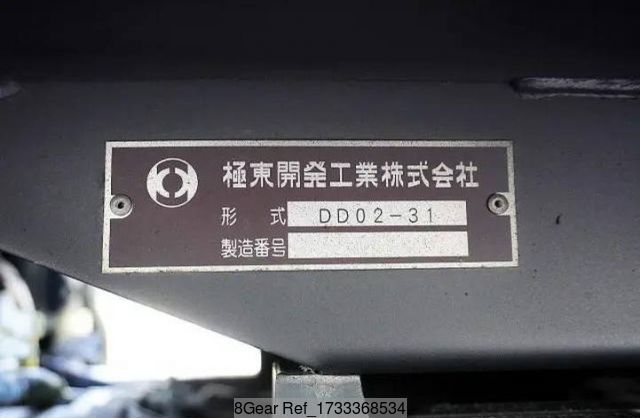 極東開発工業株式会社
形 式 DD02-31
製造番号
8Gear Ref_1733368534